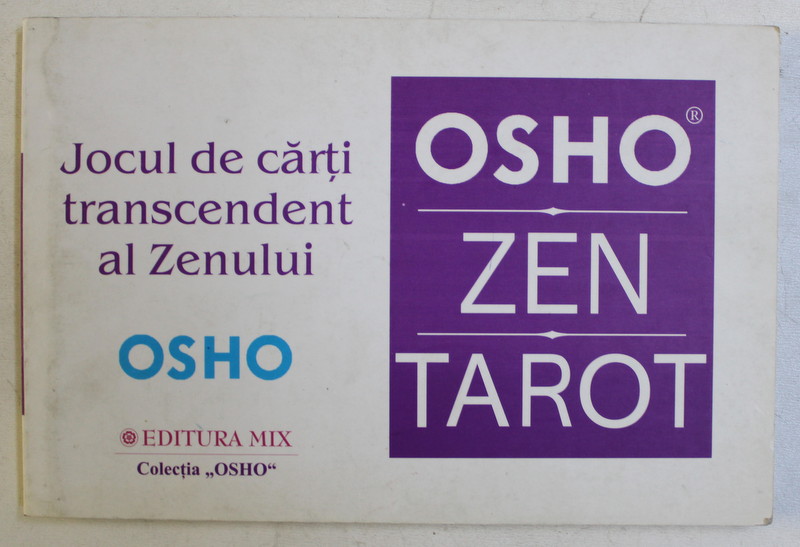 Jocul de cărți
transcendent
al Zenului
OSHO
EDITURA MIX
Colecția „OSHO“
OSHO®
ZEN
TAROT